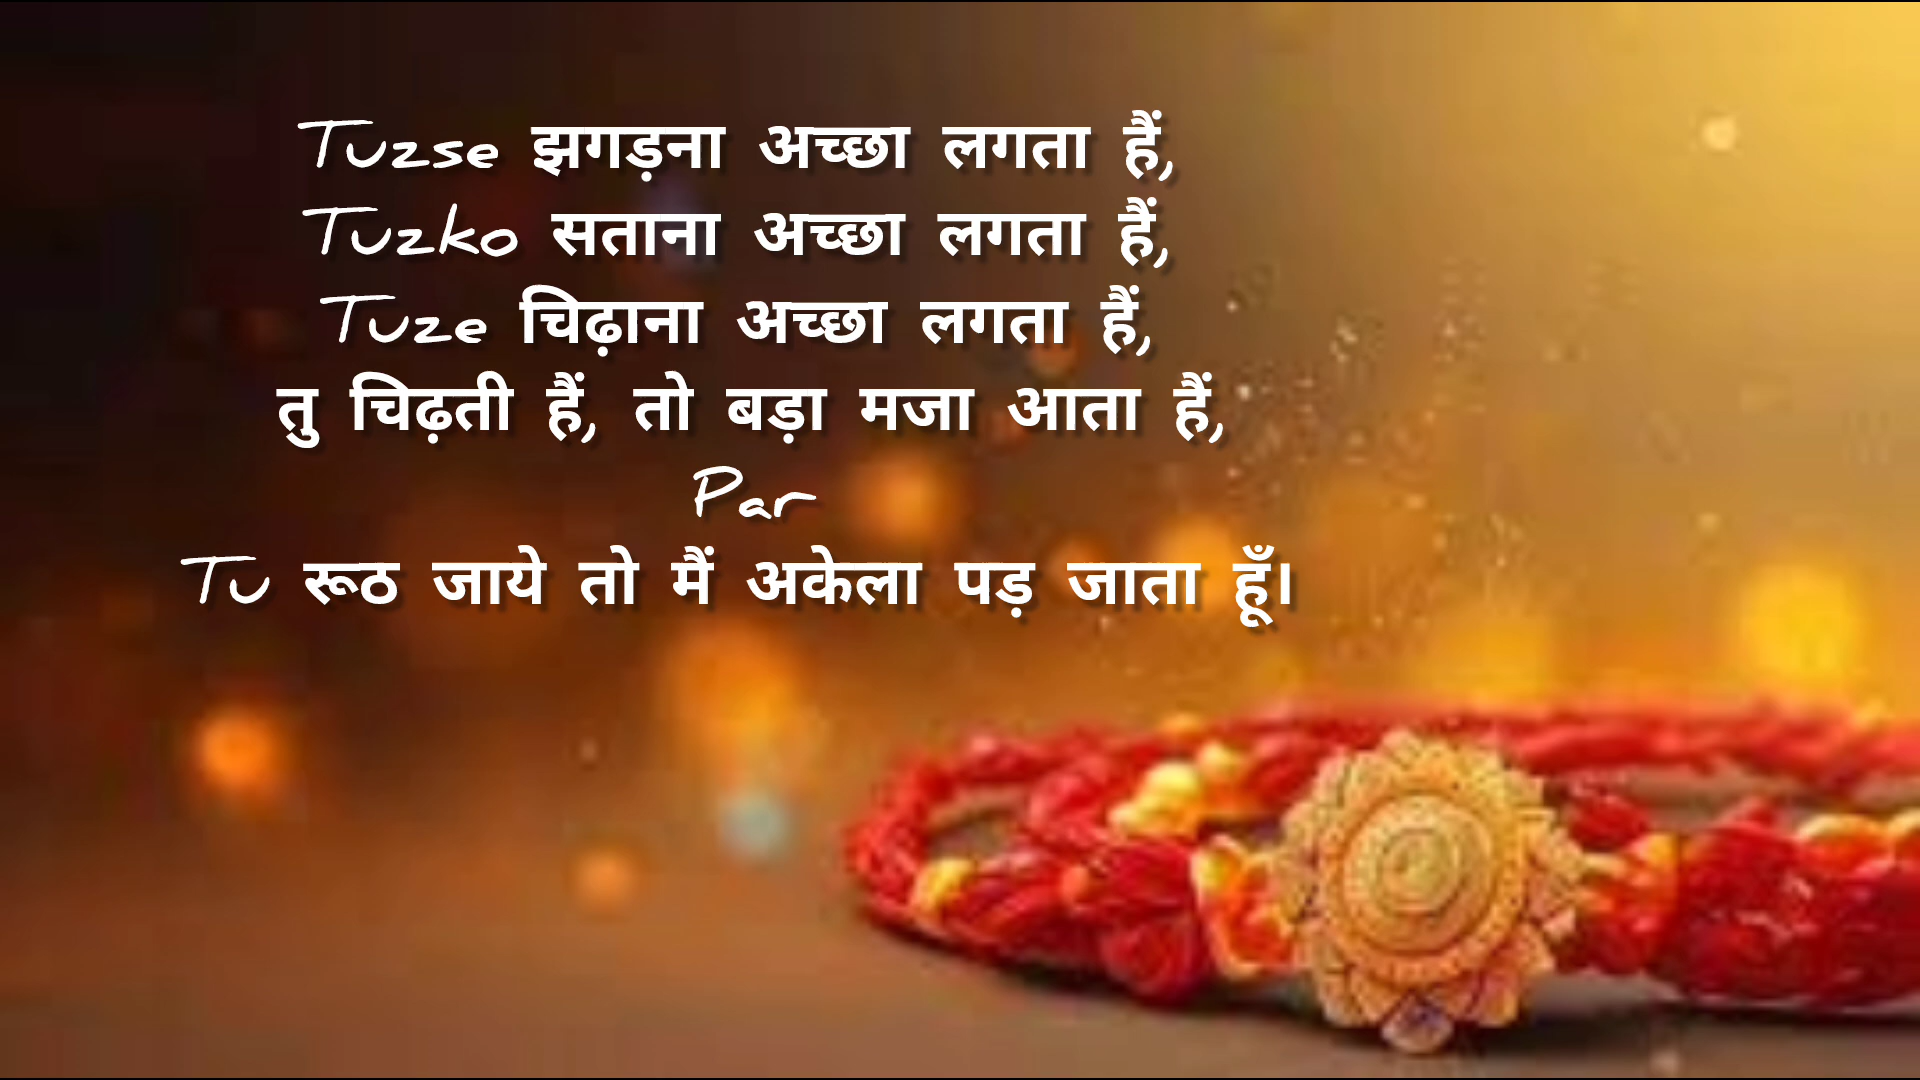 Tuzse झगड़ना अच्छा लगता हैं,
Tuzko सताना अच्छा लगता हैं,
Tuze चिढ़ाना अच्छा लगता हैं,
तु चिढ़ती हैं, तो बड़ा मजा आता हैं,
Par
Tu रूठ जाये तो मैं अकेला पड़ जाता हूँ।